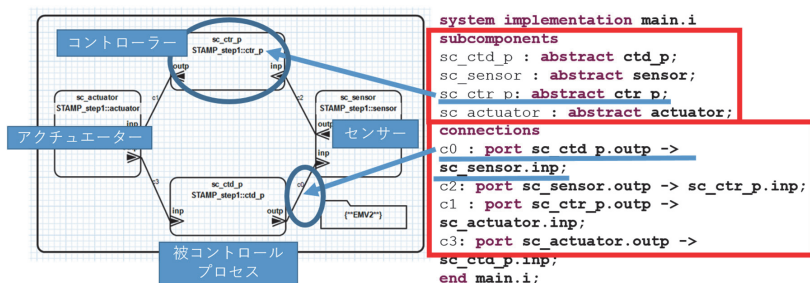 コントローラー
sc_ctr_p
STAMP_step1::ctr_p
outp
inp
c1
c2
sc_actuator
STAMP_step1::actuator
アクチュエーター
inp
outp
sc_sensor
STAMP_step1::sensor
センサー
outp
inp
c3
c0
sc_ctd_p
STAMP_step1::ctd_p
inp
outp
{**EMV2**}
被コントロール
プロセス
system implementation main.i
subcomponents
sc_ctd_p : abstract ctd_p;
sc_sensor : abstract sensor;
sc_ctr_p: abstract ctr_p;
sc_actuator : abstract actuator;
connections
c0 : port sc_ctd_p.outp ->
sc_sensor.inp;
c2: port sc_sensor.outp -> sc_ctr_p.inp;
c1 : port sc_ctr_p.outp ->
sc_actuator.inp;
c3: port sc_actuator.outp ->
sc_ctd_p.inp;
end main.i;